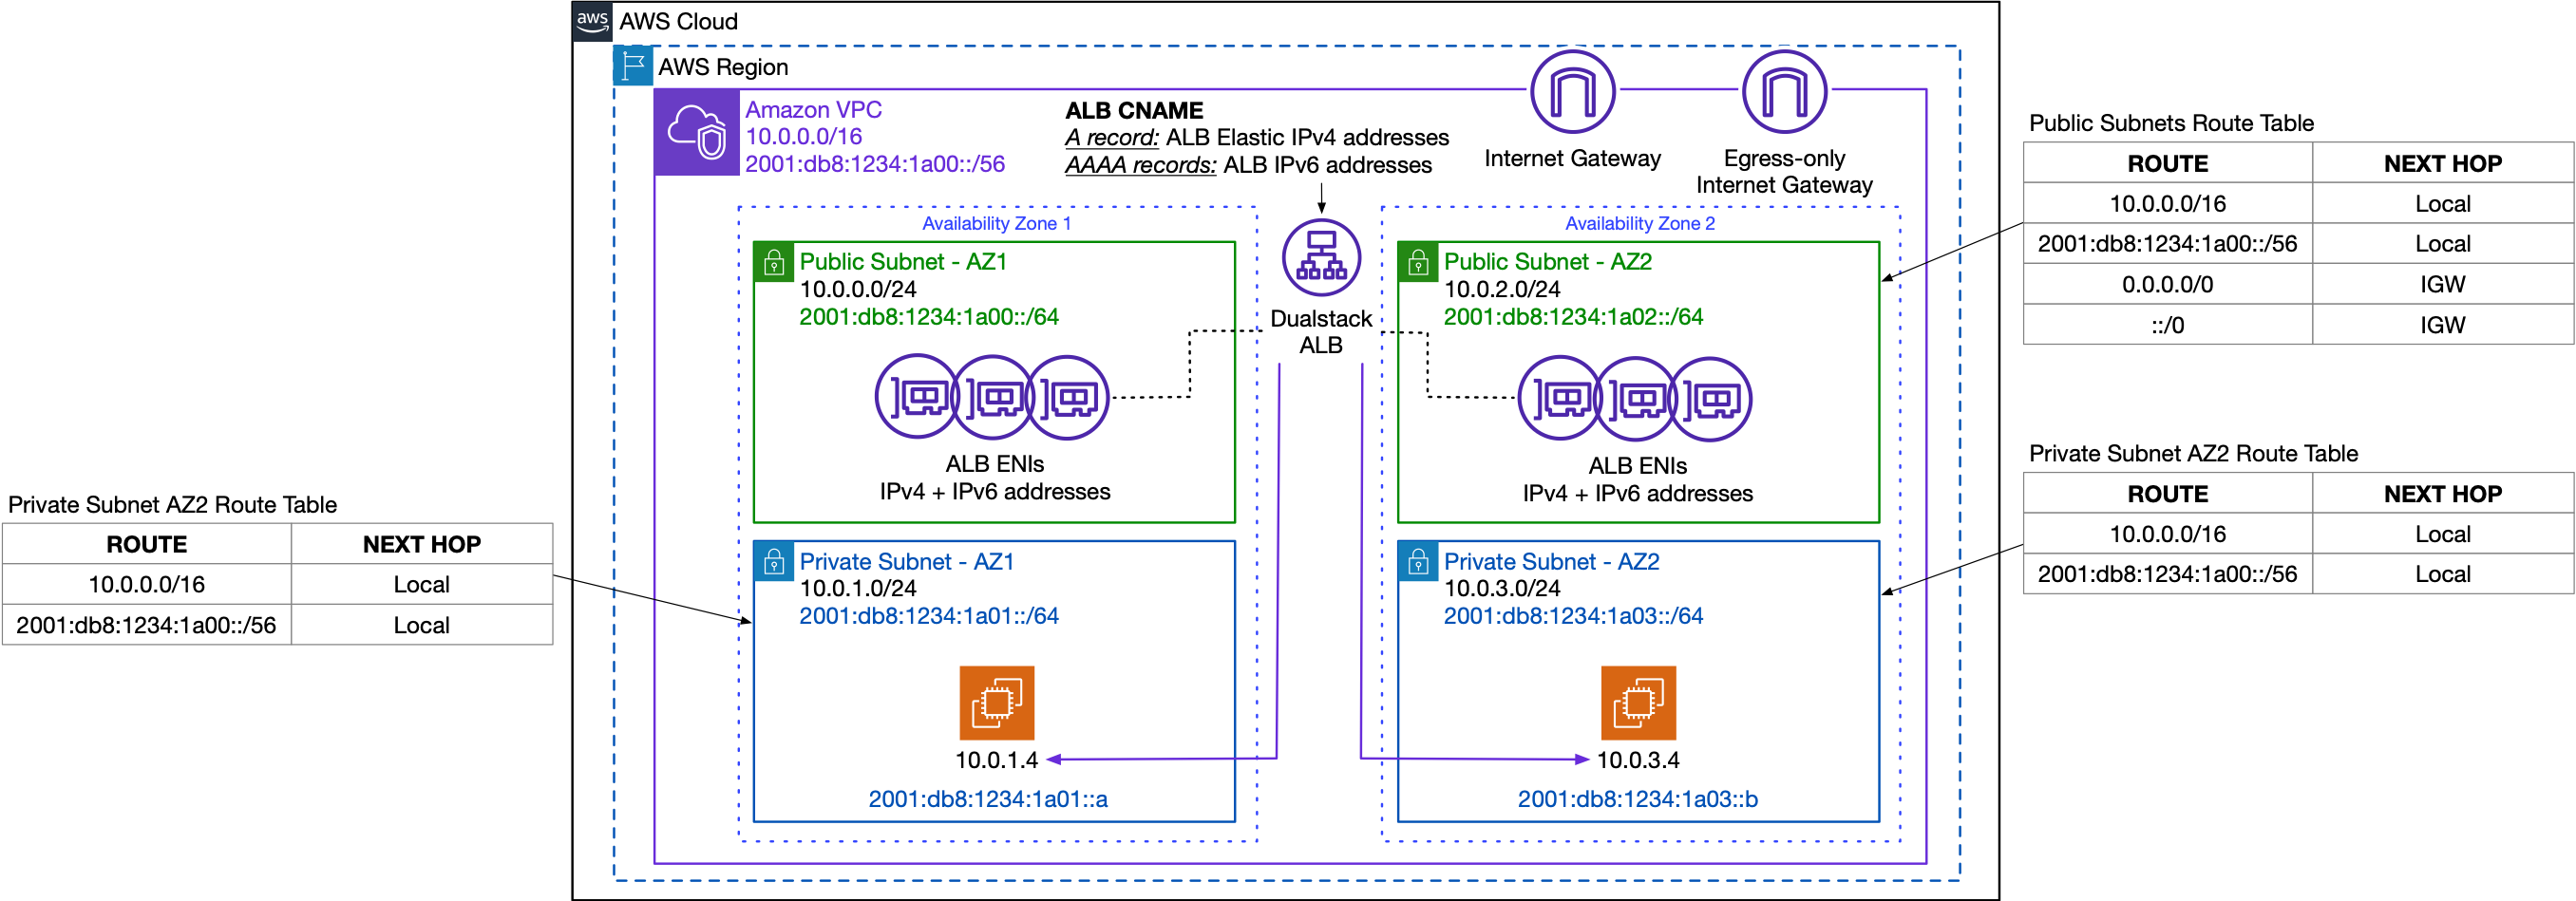 aws
AWS Cloud
AWS Region
Amazon VPC
10.0.0.0/16
2001:db8:1234:1a00::/56
ALB CNAME
A record: ALB Elastic IPv4 addresses
AAAA records: ALB IPv6 addresses
Internet Gateway
Egress-only
Internet Gateway
Availability Zone 1
Public Subnet - AZ1
10.0.0.0/24
2001:db8:1234:1a00::/64
ALB ENIs
IPv4 + IPv6 addresses
Dualstack
ALB
Availability Zone 2
Public Subnet - AZ2
10.0.2.0/24
2001:db8:1234:1a02::/64
ALB ENIs
IPv4 + IPv6 addresses
Private Subnet - AZ1
10.0.1.0/24
2001:db8:1234:1a01::/64
10.0.1.4
2001:db8:1234:1a01::a
Private Subnet - AZ2
10.0.3.0/24
2001:db8:1234:1a03::/64
10.0.3.4
2001:db8:1234:1a03::b
Private Subnet AZ2 Route Table
ROUTE NEXT HOP
10.0.0.0/16 Local
2001:db8:1234:1a00::/56 Local
Public Subnets Route Table
ROUTE NEXT HOP
10.0.0.0/16 Local
2001:db8:1234:1a00::/56 Local
0.0.0.0/0 IGW
::/0 IGW
Private Subnet AZ2 Route Table
ROUTE NEXT HOP
10.0.0.0/16 Local
2001:db8:1234:1a00::/56 Local